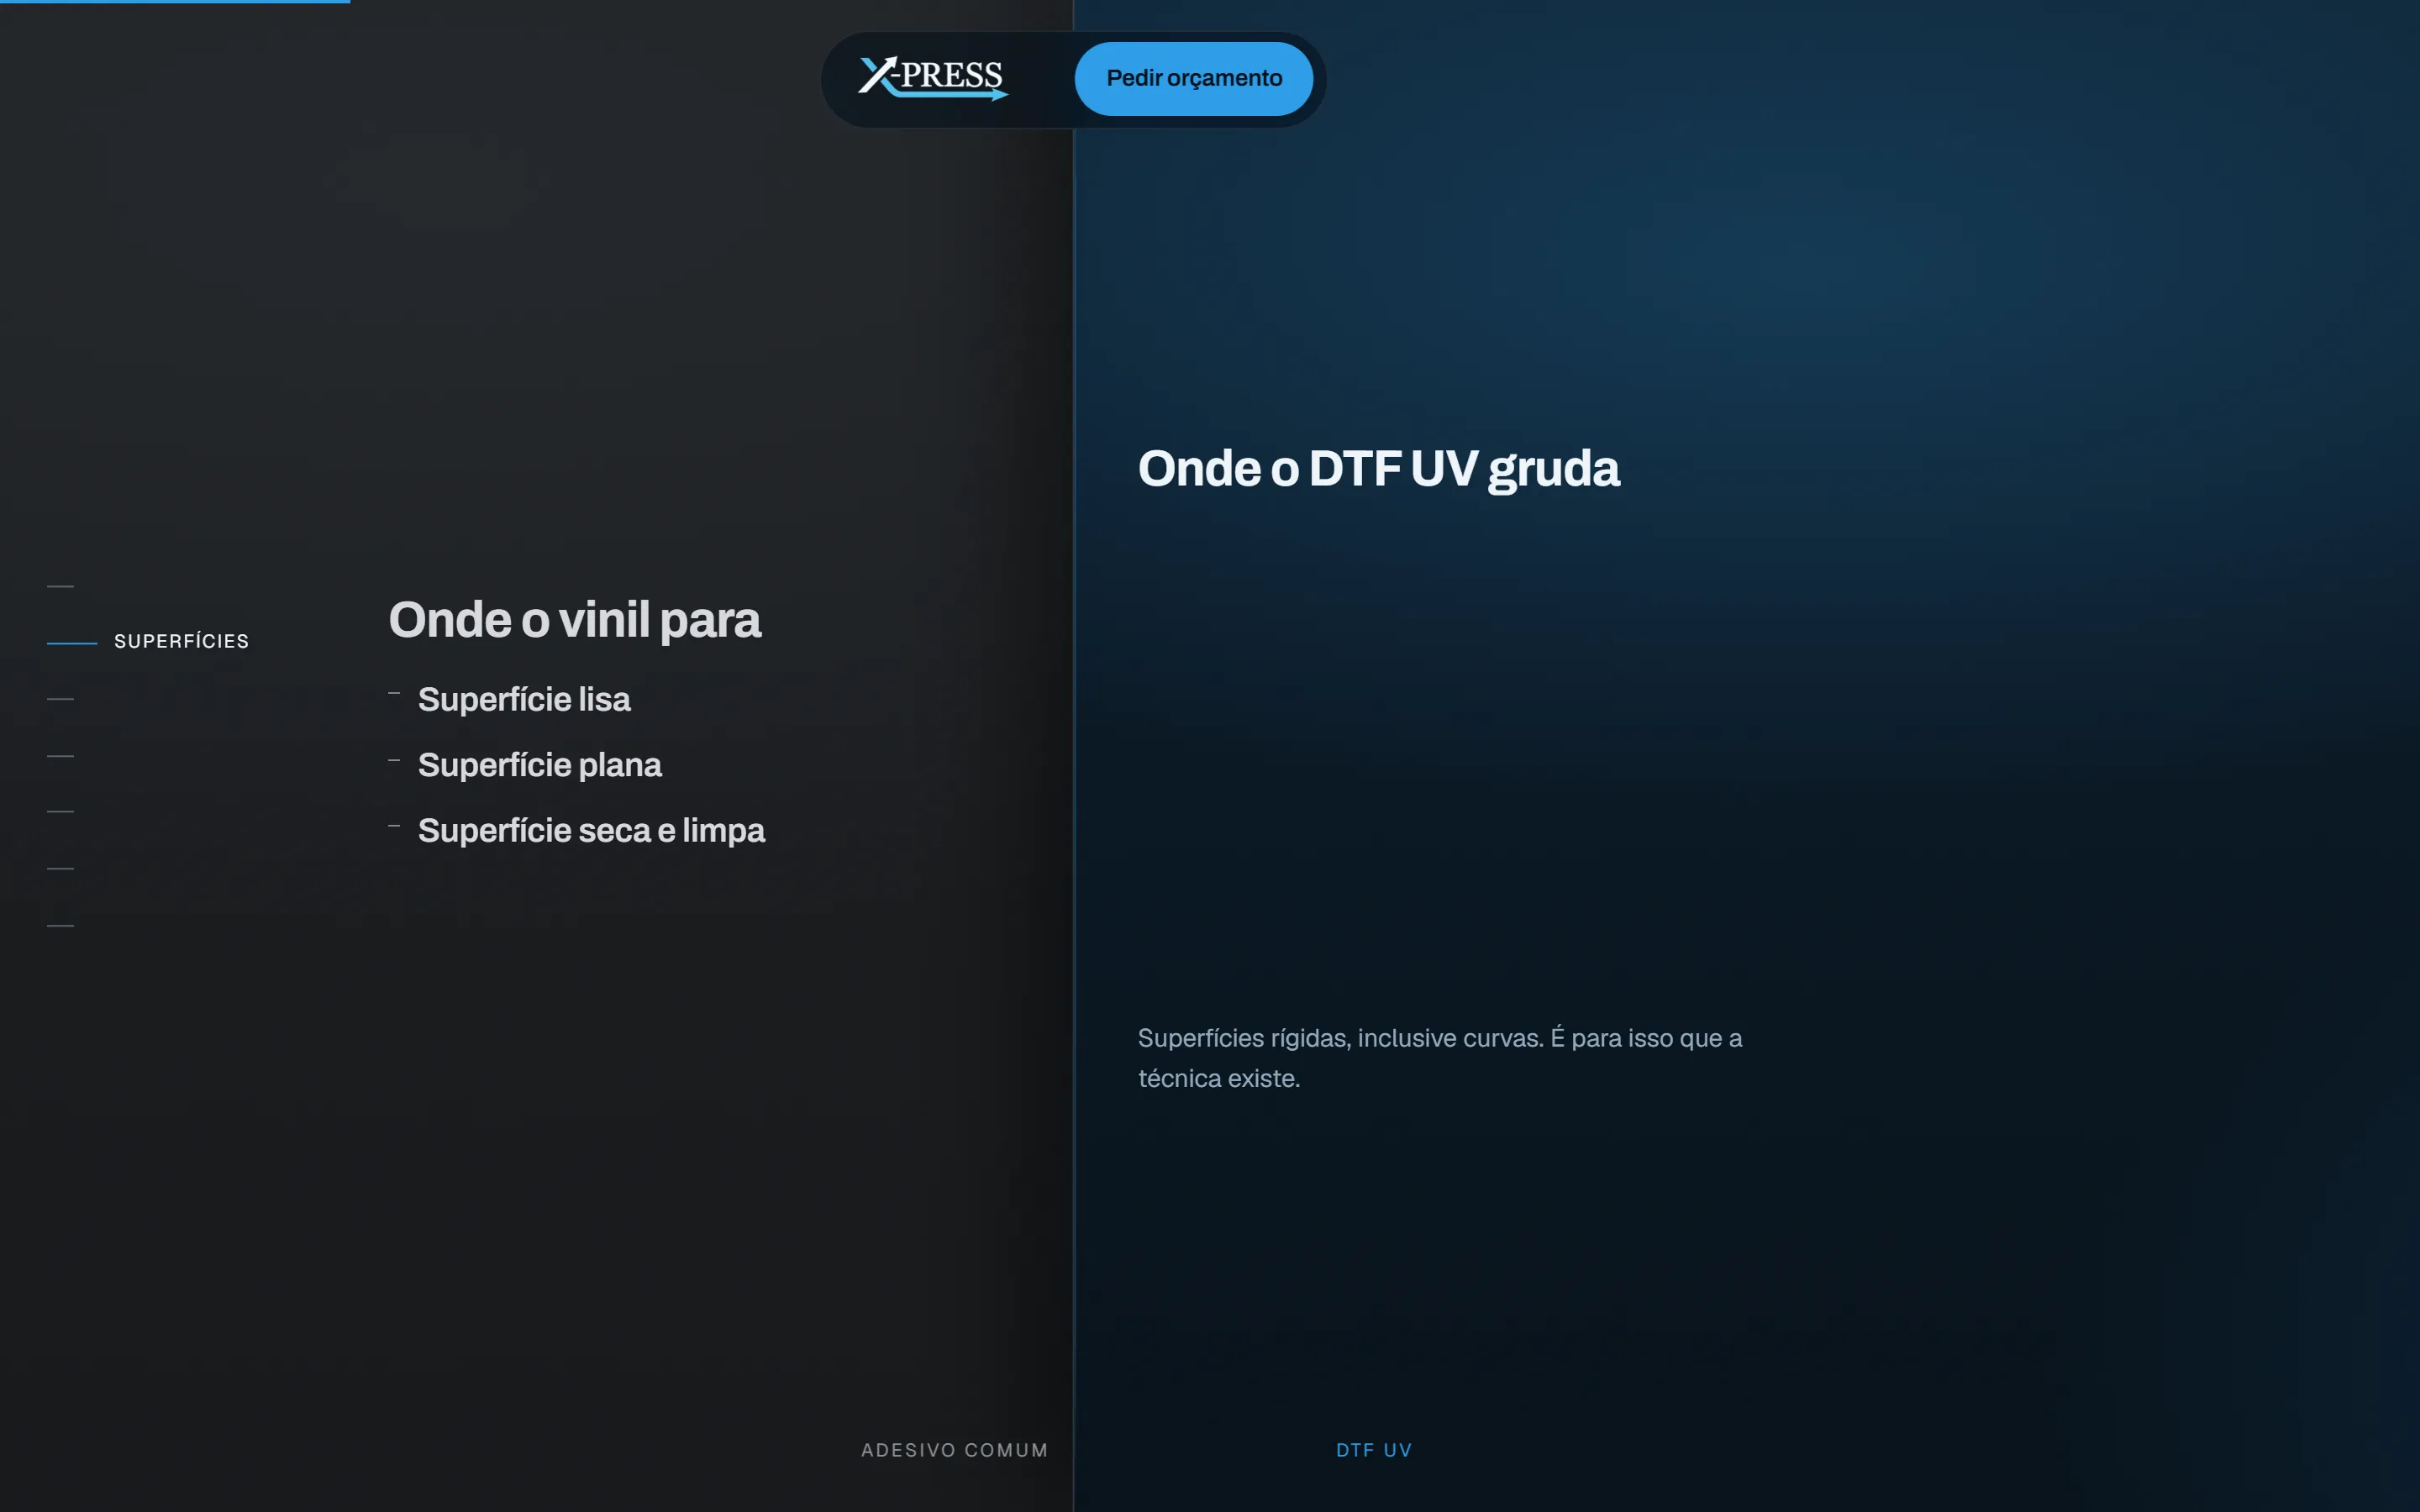 X-PRESS
Pedir orçamento
SUPERFÍCIES
Onde o vinil para
Superfície lisa
Superfície plana
Superfície seca e limpa
Onde o DTF UV gruda
Superfícies rígidas, inclusive curvas. É para isso que a
técnica existe.
ADESIVO COMUM
DTF UV